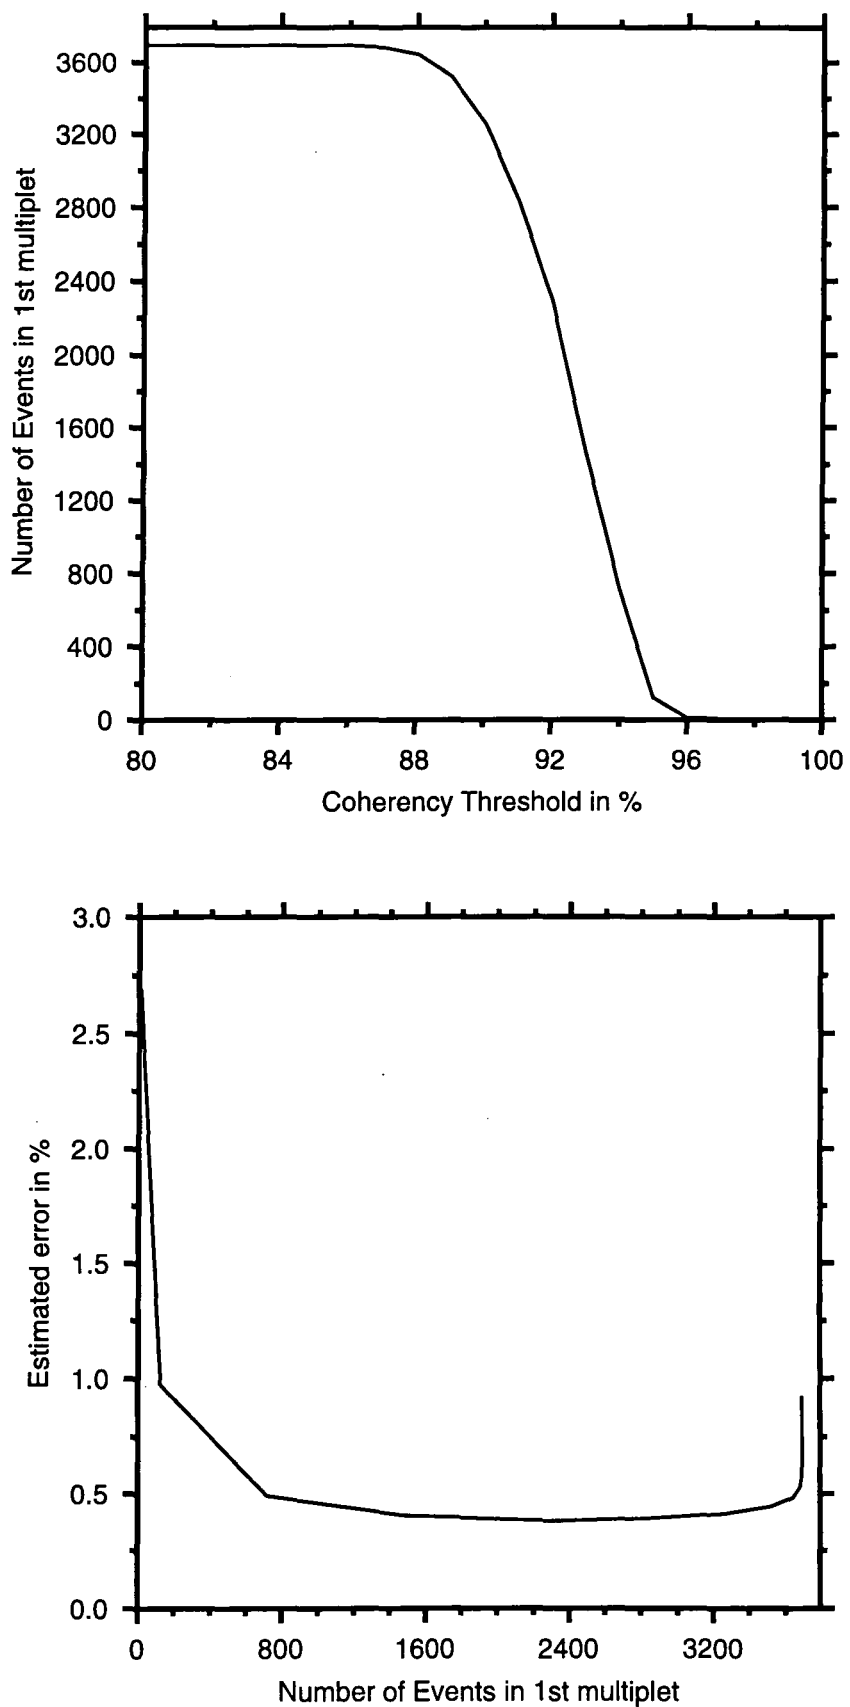 3600
3200
2800
2400
2000
1600
1200
800
400
0
Number of Events in 1st multiplet
80 84 88 92 96 100
Coherency Threshold in %
3.0
2.5
2.0
1.5
1.0
0.5
0.0
Estimated error in %
0 800 1600 2400 3200
Number of Events in 1st multiplet